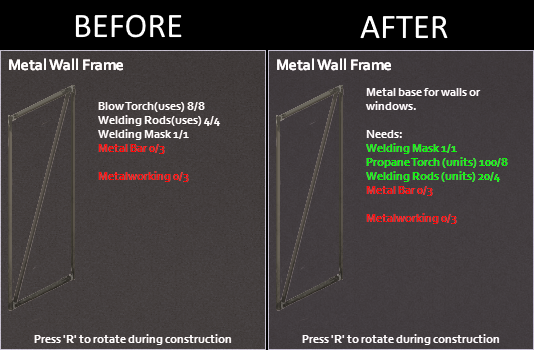 BEFORE
AFTER
Metal Wall Frame
Blow Torch(uses) 8/8
Welding Rods(uses) 4/4
Welding Mask 1/1
Metal Bar 0/3
Metalworking 0/3
Press 'R' to rotate during construction
Metal Wall Frame
Metal base for walls or
windows.
Needs:
Welding Mask 1/1
Propane Torch (units) 100/8
Welding Rods (units) 20/4
Metal Bar 0/3
Metalworking 0/3
Press 'R' to rotate during construction